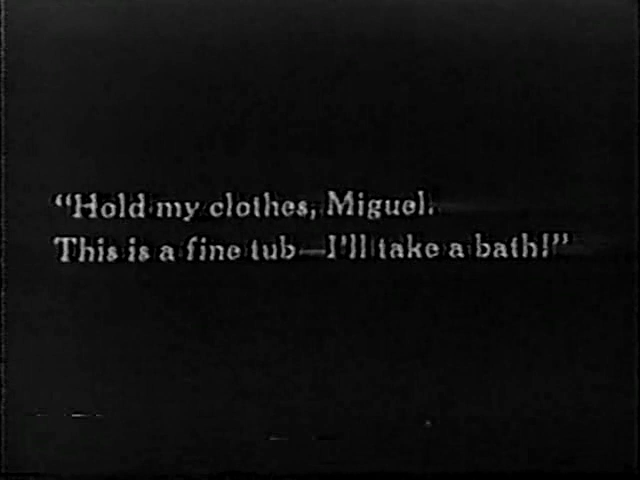 “Hold my clothes, Miguel.
This is a fine tub—I'll take a bath!”